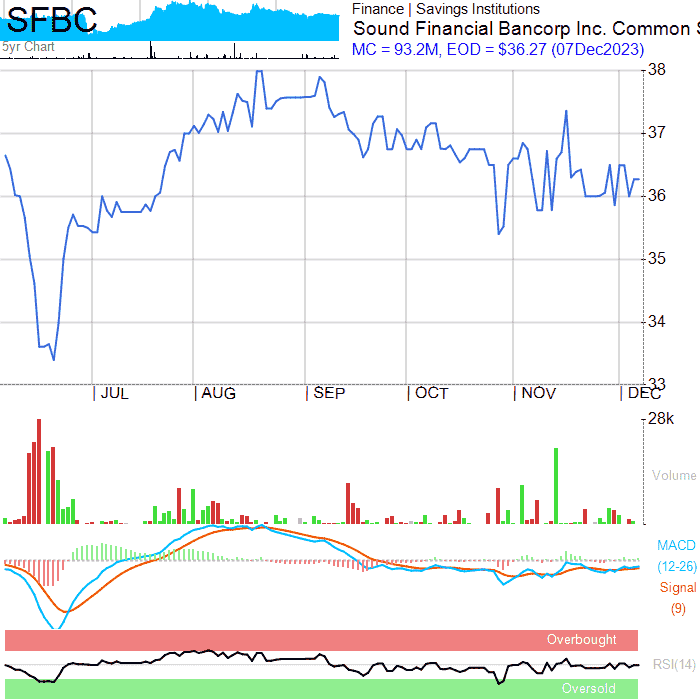 SFBC
5yr Chart
Finance | Savings Institutions
Sound Financial Bancorp Inc. Common S
MC = 93.2M, EOD = $36.27 (07Dec2023)
38
37
36
35
34
33
JUL AUG SEP OCT NOV DEC
28k
Volume
MACD
(12-26)
Signal
(9)
Overbought
RSI(14)
Oversold